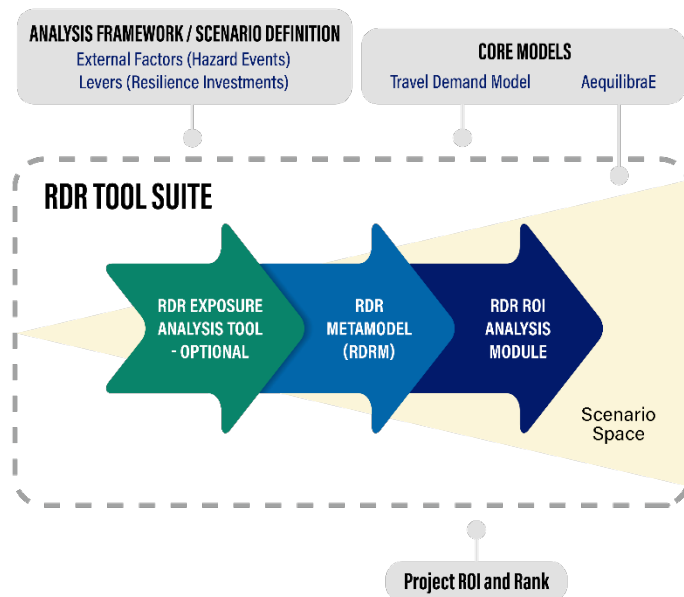 ANALYSIS FRAMEWORK / SCENARIO DEFINITION
External Factors (Hazard Events)
Levers (Resilience Investments)
CORE MODELS
Travel Demand Model
AequilibraE
RDR TOOL SUITE
RDR EXPOSURE
ANALYSIS TOOL
- OPTIONAL
RDR
METAMODEL
(RDRM)
RDR ROI
ANALYSIS
MODULE
Scenario
Space
Project ROI and Rank